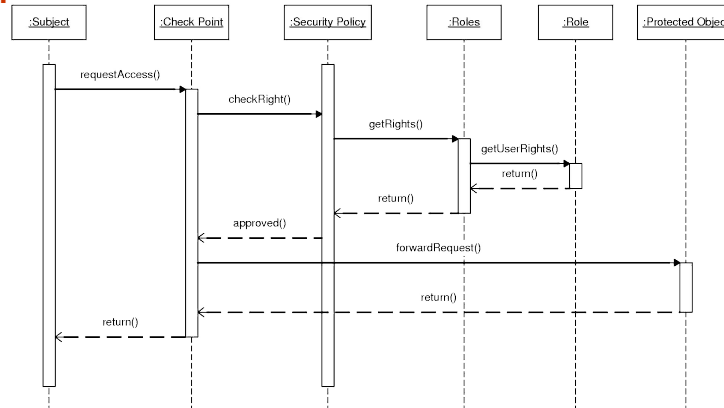 :Subject
:Check Point
:Security Policy
:Roles
:Role
:Protected Objec
requestAccess()
checkRight()
getRights()
getUserRights()
return()
return()
approved()
forwardRequest()
return()
return()